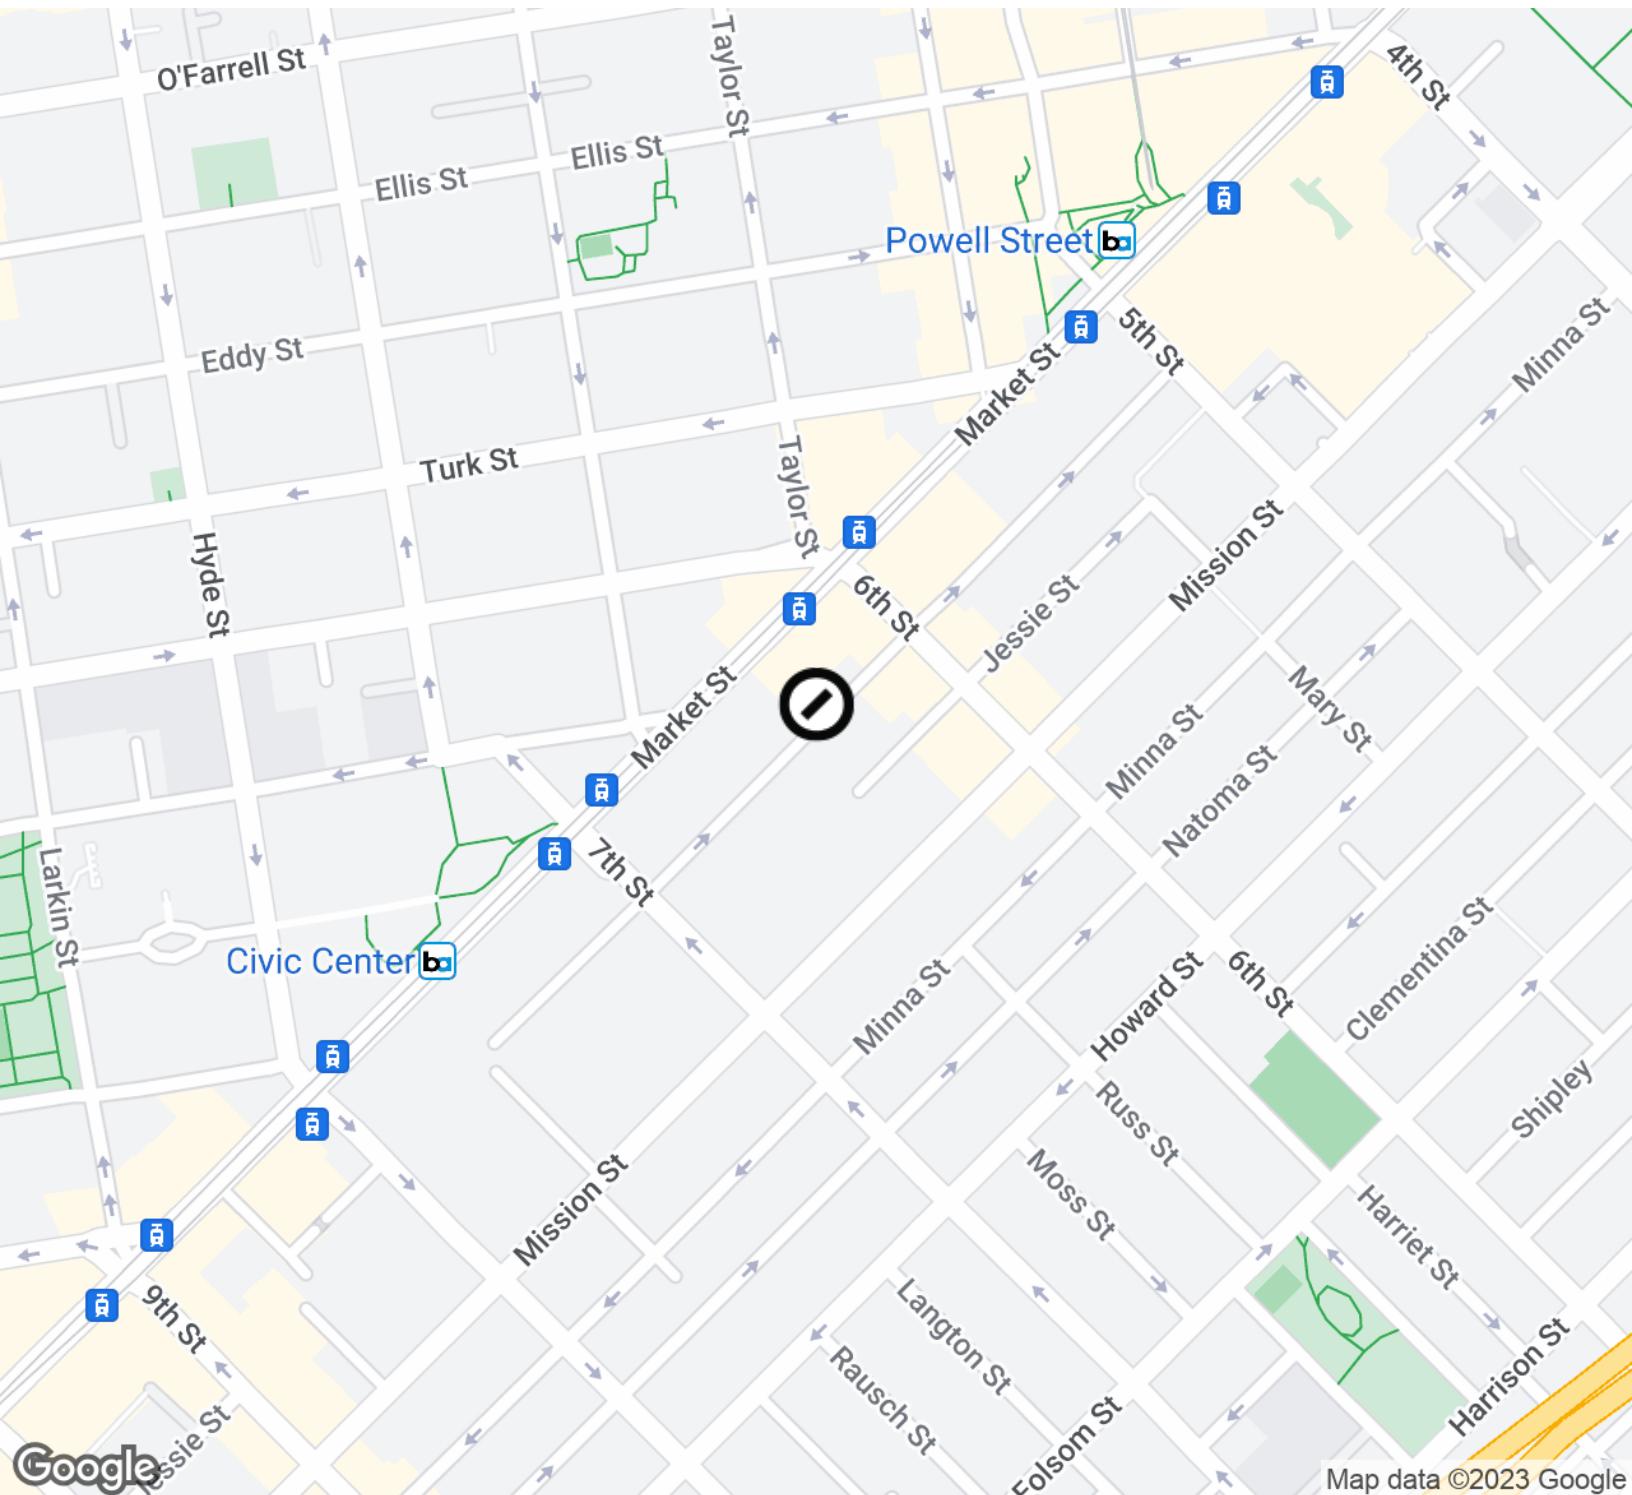 O'Farrell St
Taylor St
4th St
Ellis St
Ellis St
Powell Street
ba
5th St
Minna St
Eddy St
Market St
Turk St
Taylor St
Mission St
Hyde St
6th St
Jessie St
Market St
Mary St
Minna St
Natoma St
7th St
Larkin St
Civic Center
ba
Minna St
Howard St
6th St
Clementina St
Russ St
Shipley
Moss St
Mission St
Harriet St
9th St
Langton St
Rausch St
Harrison St
Folsom St
Jessie St
Google
Map data ©2023 Google